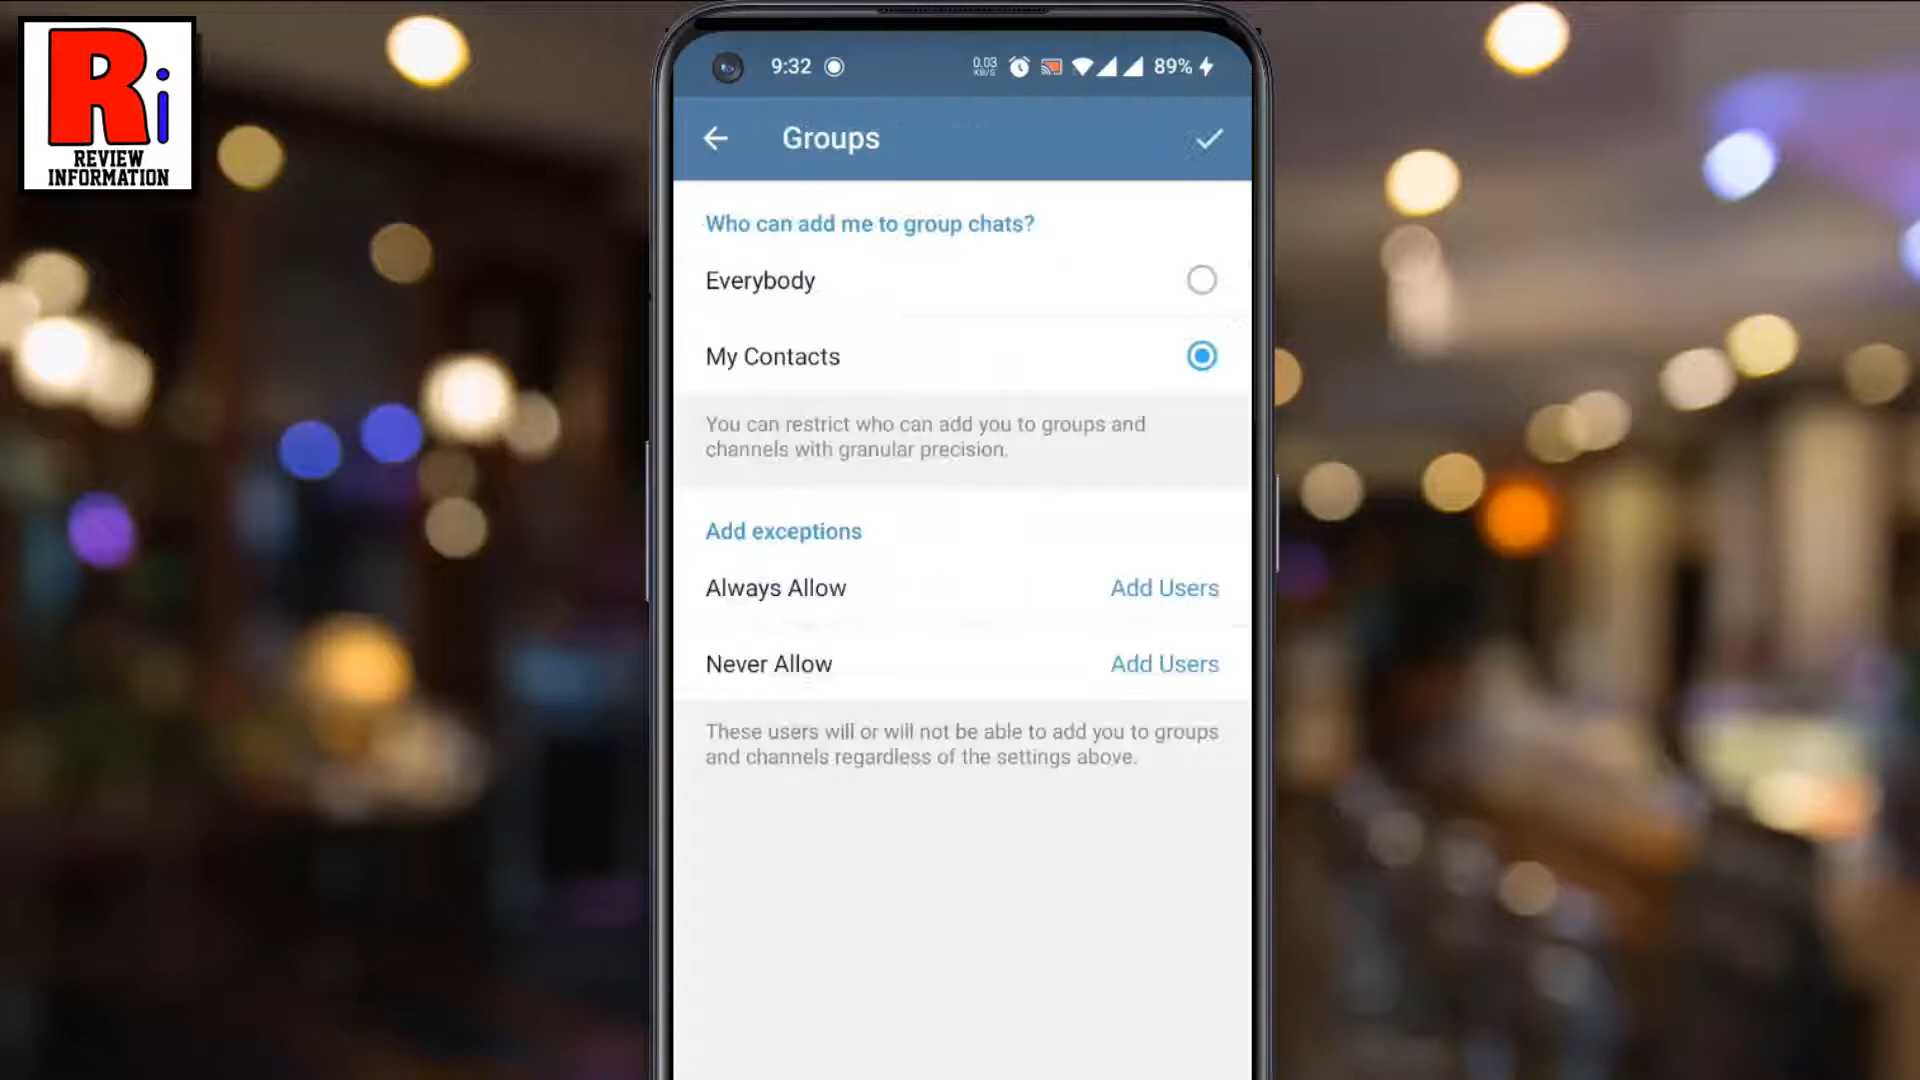 Ri
REVIEW
INFORMATION
9:32
0.03
KB/S
89%
Groups
Who can add me to group chats?
Everybody
My Contacts
You can restrict who can add you to groups and
channels with granular precision.
Add exceptions
Always Allow Add Users
Never Allow Add Users
These users will or will not be able to add you to groups
and channels regardless of the settings above.